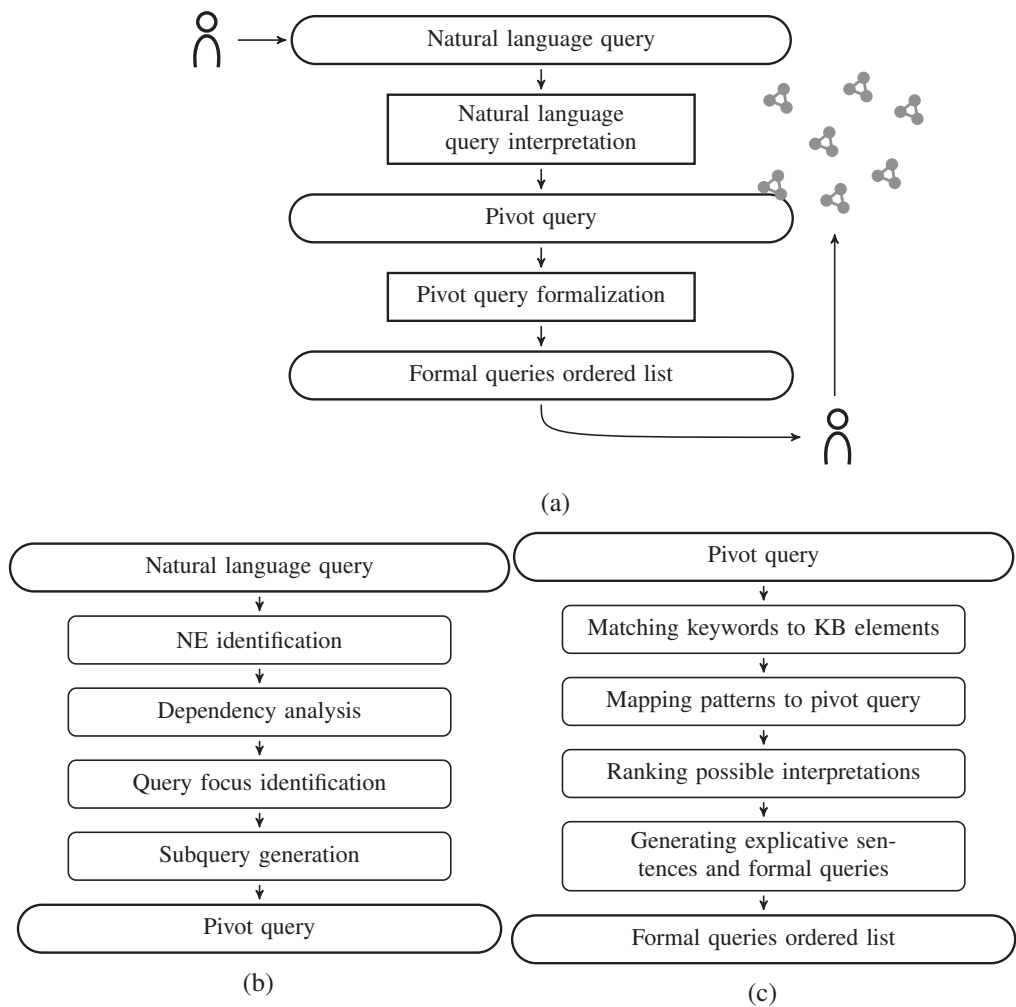 Natural language query
Natural language
query interpretation
Pivot query
Pivot query formalization
Formal queries ordered list
(a)
Natural language query
NE identification
Dependency analysis
Query focus identification
Subquery generation
Pivot query
(b)
Pivot query
Matching keywords to KB elements
Mapping patterns to pivot query
Ranking possible interpretations
Generating explicative sen-
tences and formal queries
Formal queries ordered list
(c)